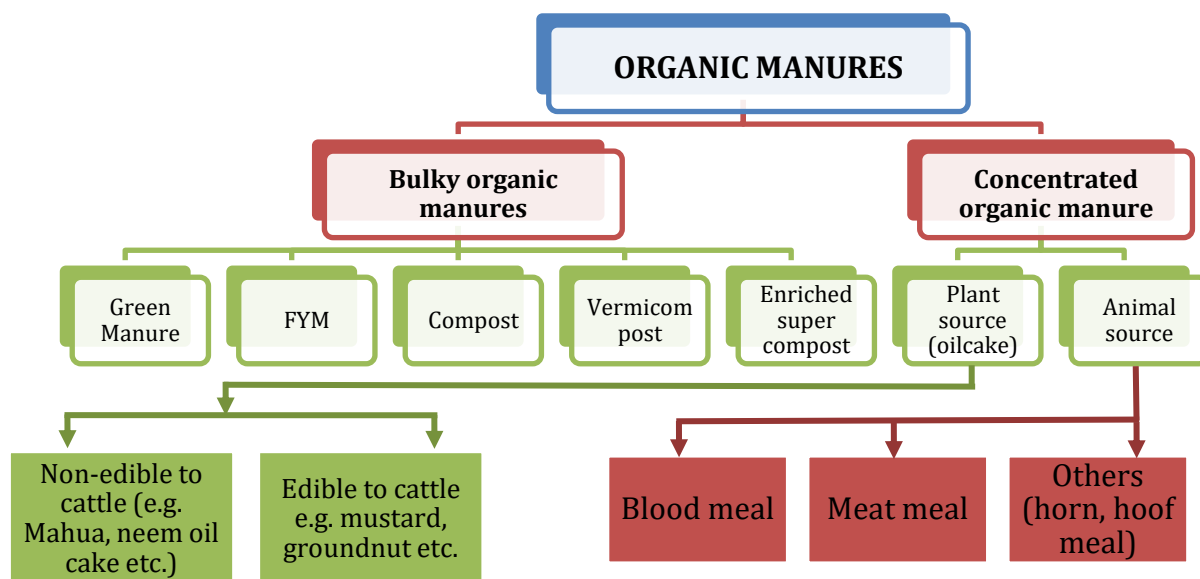 ORGANIC MANURES
Bulky organic
manures
Concentrated
organic manure
Green
Manure
FYM
Compost
Vermicom
post
Enriched
super
compost
Plant
source
(oilcake)
Animal
source
Non-edible to
cattle (e.g.
Mahua, neem oil
cake etc.)
Edible to cattle
e.g. mustard,
groundnut etc.
Blood meal
Meat meal
Others
(horn, hoof
meal)